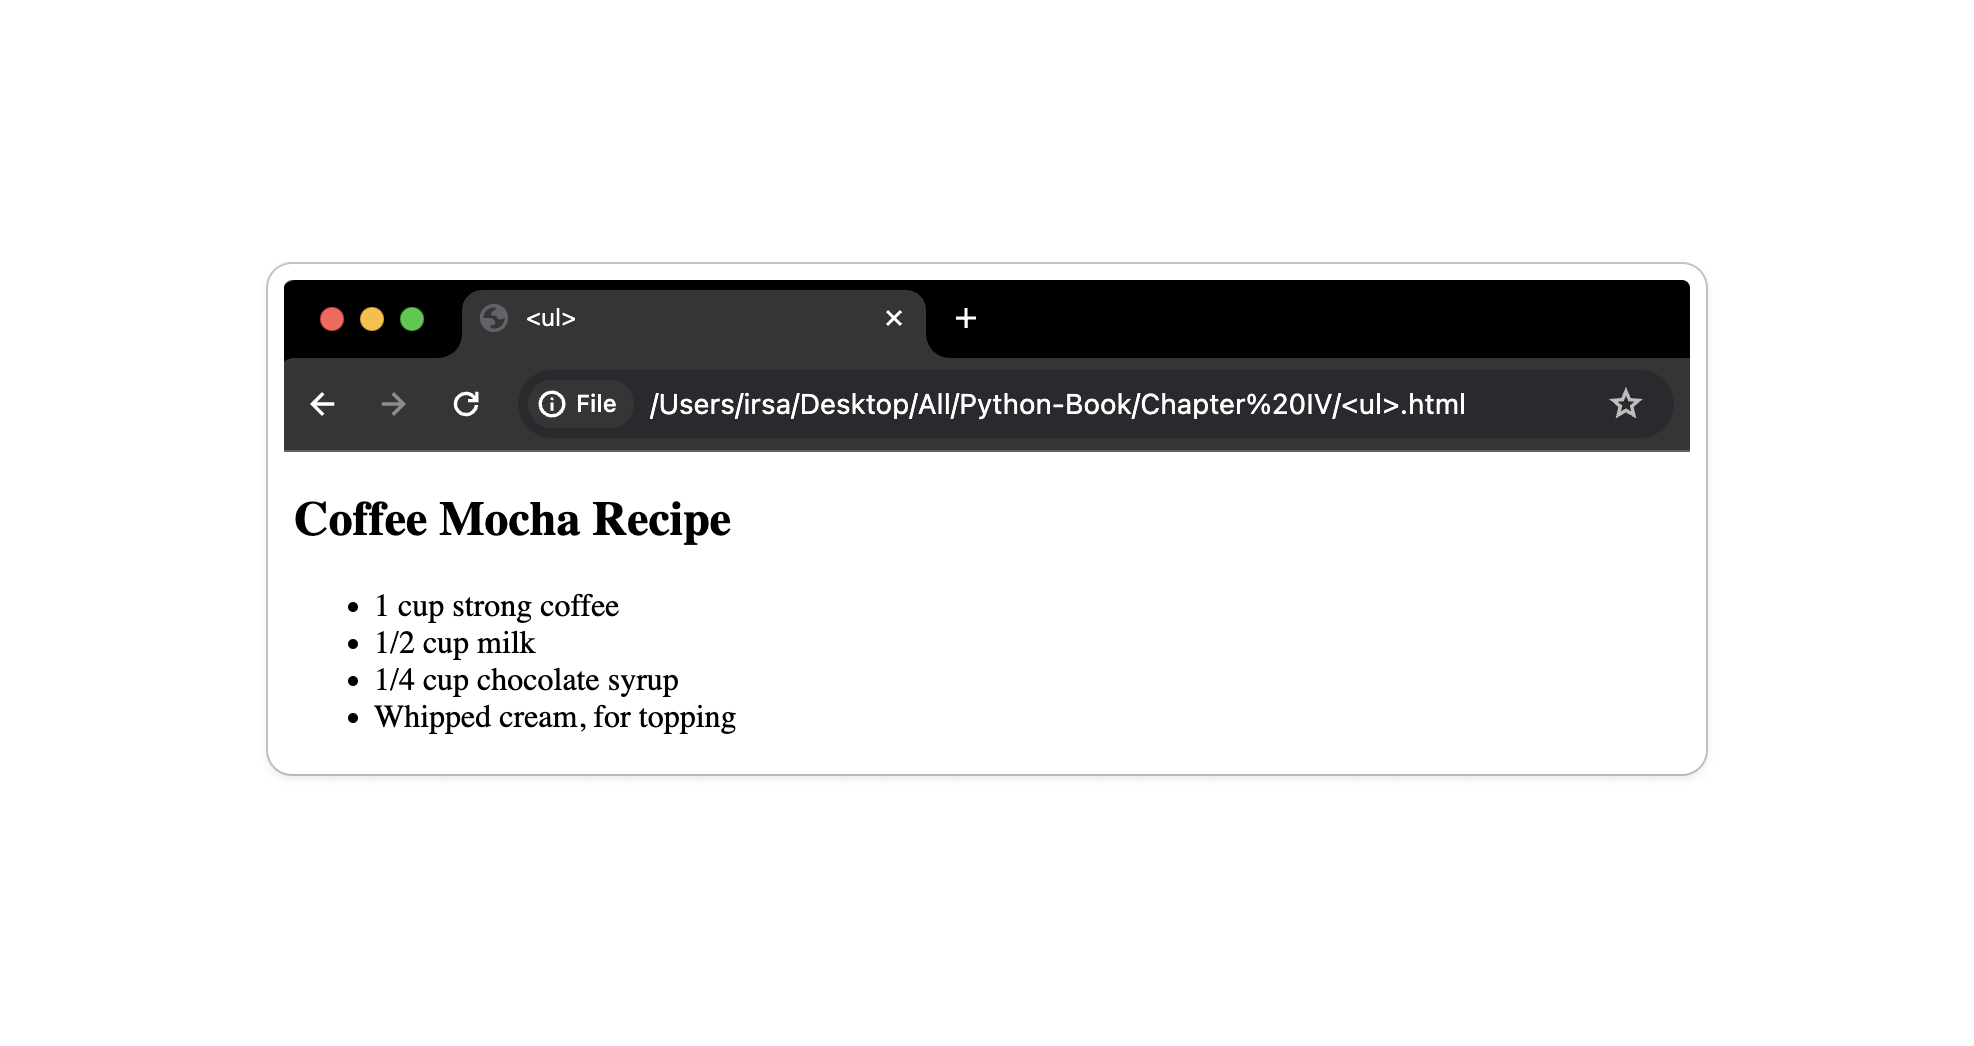 <ul>
File /Users/irsa/Desktop/All/Python-Book/Chapter%20IV/<ul>.html
Coffee Mocha Recipe
• 1 cup strong coffee
• 1/2 cup milk
• 1/4 cup chocolate syrup
• Whipped cream, for topping